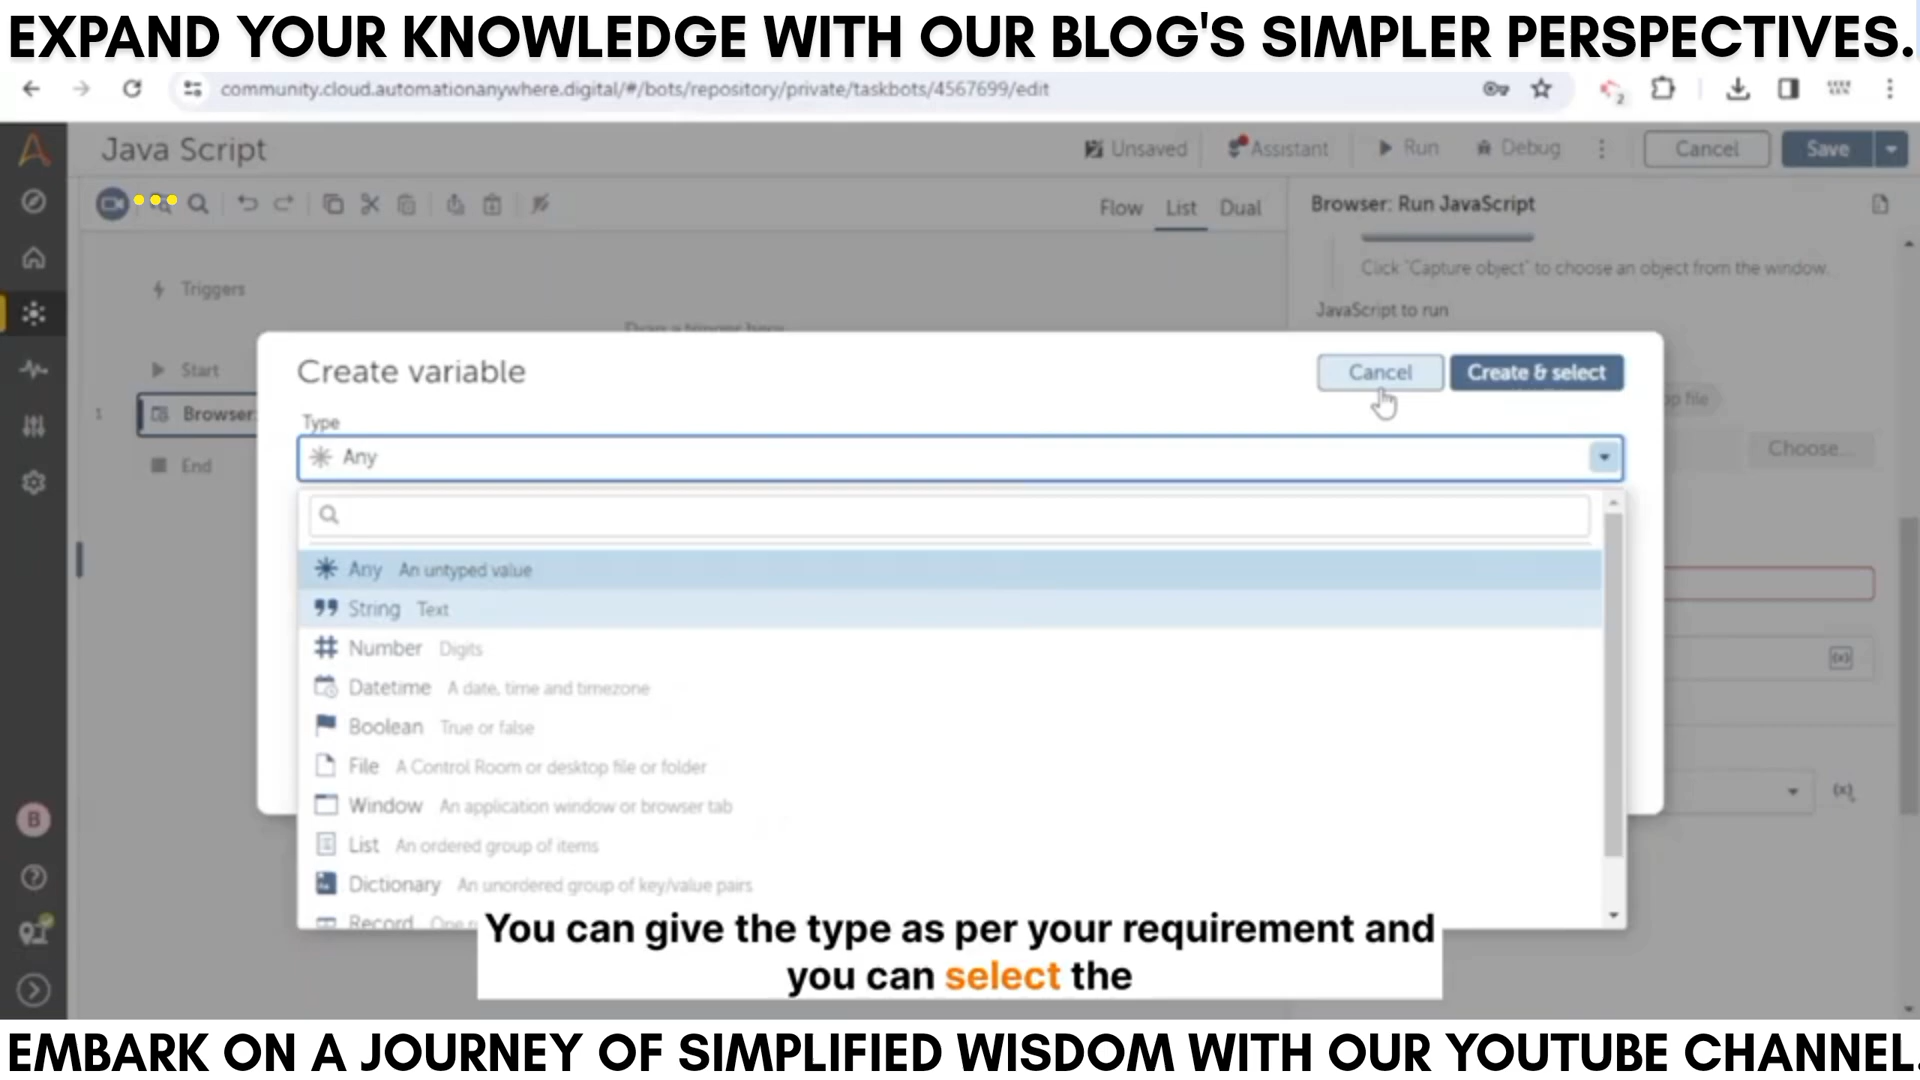 EXPAND YOUR KNOWLEDGE WITH OUR BLOG'S SIMPLER PERSPECTIVES.
community.cloud.automationanywhere.digital/#/bots/repository/private/taskbots/4567699/edit
2
Java Script
Unsaved
Assistant
Run
Debug
Cancel
Save
Flow
List
Dual
Browser: Run JavaScript
Click "Capture object" to choose an object from the window.
Triggers
JavaScript to run
Start
1
Browser:
End
file
Choose...
Create variable
Cancel
Create & select
Type
Any
Any An untyped value
String Text
Number Digits
Datetime A date, time and timezone
Boolean True or false
File A Control Room or desktop file or folder
Window An application window or browser tab
List An ordered group of items
Dictionary An unordered group of key/value pairs
Record
B
You can give the type as per your requirement and
you can select the
EMBARK ON A JOURNEY OF SIMPLIFIED WISDOM WITH OUR YOUTUBE CHANNEL.